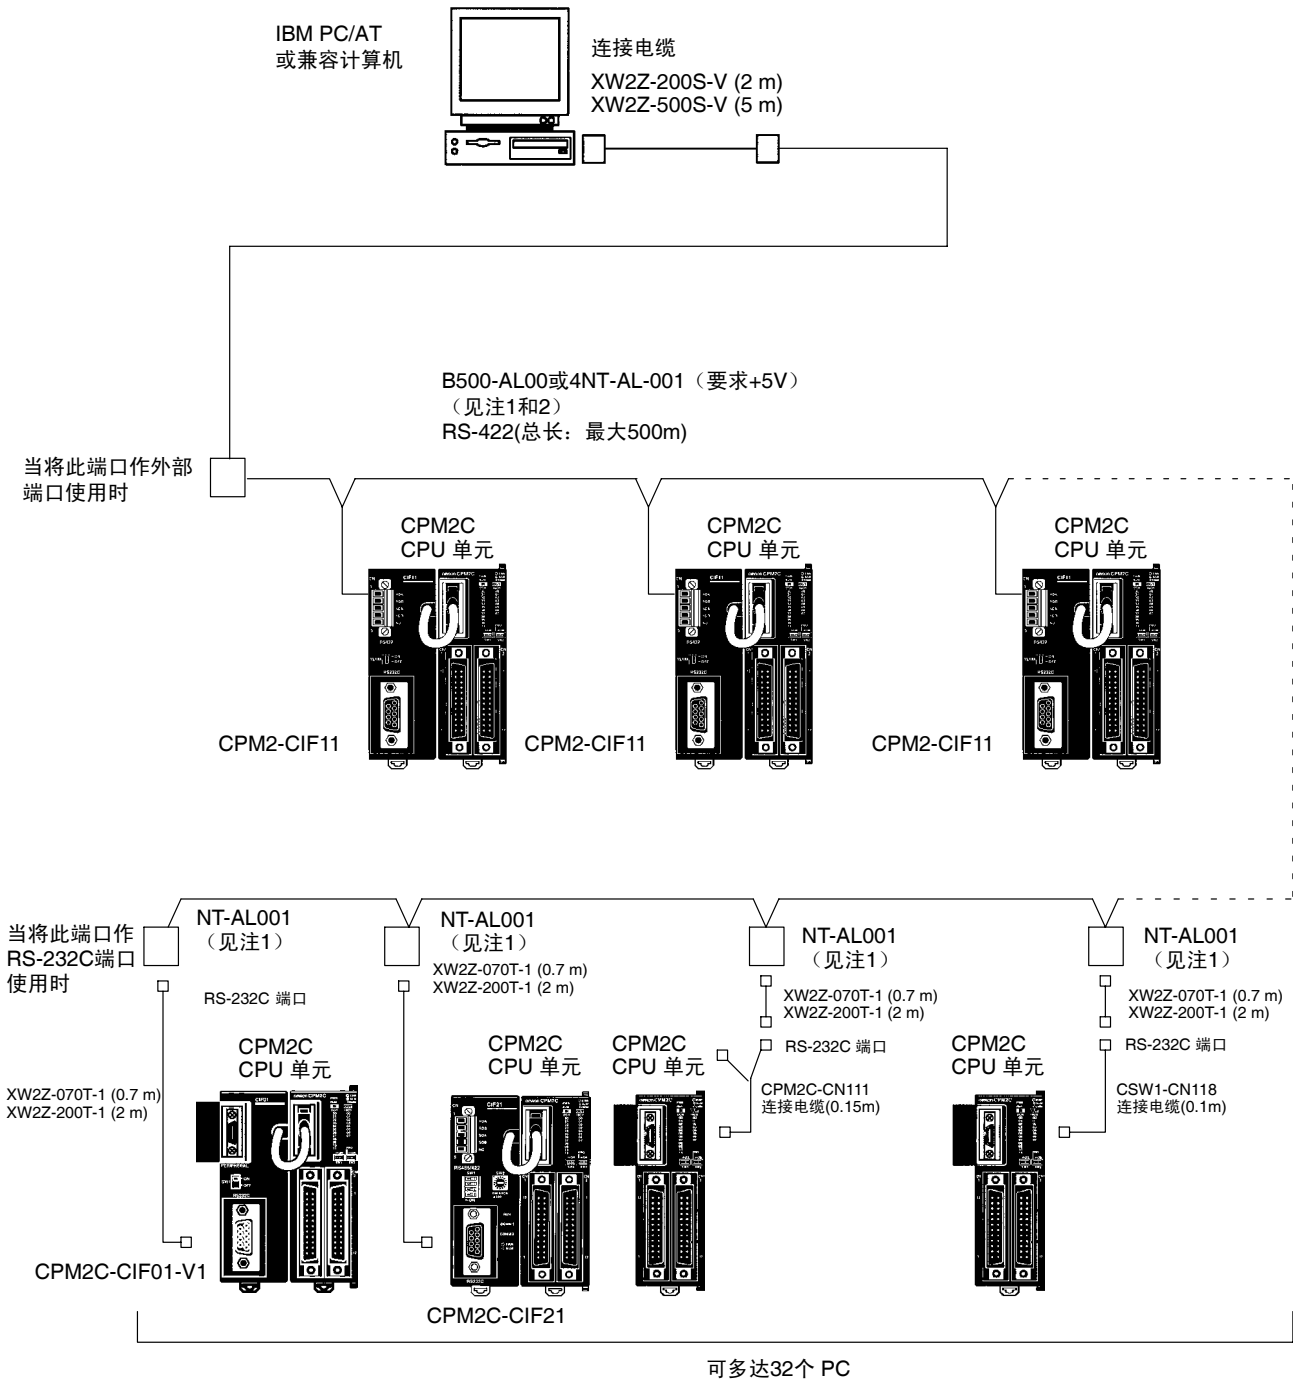 IBM PC/AT
或兼容计算机
连接电缆
XW2Z-200S-V (2 m)
XW2Z-500S-V (5 m)
B500-AL00或4NT-AL-001（要求+5V）
（见注1和2）
RS-422(总长：最大500m)
当将此端口作外部
端口使用时
CPM2C
CPU 单元
CPM2C
CPU 单元
CPM2C
CPU 单元
CPM2-CIF11
CPM2-CIF11
CPM2-CIF11
当将此端口作
RS-232C端口
使用时
NT-AL001
（见注1）
RS-232C 端口
NT-AL001
（见注1）
XW2Z-070T-1 (0.7 m)
XW2Z-200T-1 (2 m)
NT-AL001
（见注1）
XW2Z-070T-1 (0.7 m)
XW2Z-200T-1 (2 m)
RS-232C 端口
NT-AL001
（见注1）
XW2Z-070T-1 (0.7 m)
XW2Z-200T-1 (2 m)
RS-232C 端口
CPM2C
CPU 单元
CPM2C
CPU 单元
CPM2C
CPU 单元
CPM2C
CPU 单元
XW2Z-070T-1 (0.7 m)
XW2Z-200T-1 (2 m)
CPM2C-CN111
连接电缆(0.15m)
CSW1-CN118
连接电缆(0.1m)
CPM2C-CIF01-V1
CPM2C-CIF21
可多达32个 PC